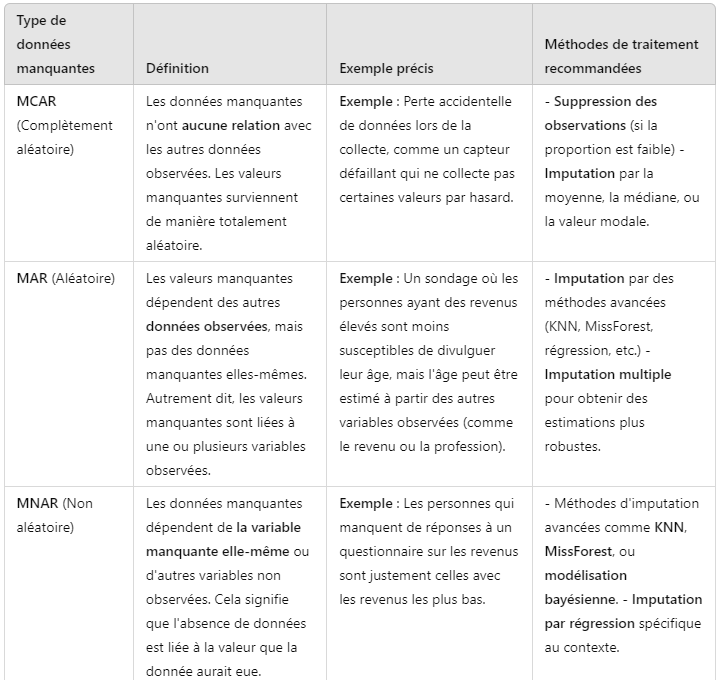 Type de
données
manquantes
Définition
Exemple précis
Méthodes de traitement
recommandées
MCAR
(Complètement
aléatoire)
Les données manquantes
n'ont aucune relation avec
les autres données
observées. Les valeurs
manquantes surviennent
de manière totalement
aléatoire.
Exemple : Perte accidentelle
de données lors de la
collecte, comme un capteur
défaillant qui ne collecte pas
certaines valeurs par hasard.
- Suppression des
observations (si la
proportion est faible) -
Imputation par la
moyenne, la médiane, ou
la valeur modale.
MAR (Aléatoire)
Les valeurs manquantes
dépendent des autres
données observées, mais
pas des données
manquantes elles-mêmes.
Autrement dit, les valeurs
manquantes sont liées à
une ou plusieurs variables
observées.
Exemple : Un sondage où les
personnes ayant des revenus
élevés sont moins
susceptibles de divulguer
leur âge, mais l'âge peut être
estimé à partir des autres
variables observées (comme
le revenu ou la profession).
- Imputation par des
méthodes avancées
(KNN, MissForest,
régression, etc.) -
Imputation multiple
pour obtenir des
estimations plus
robustes.
MNAR (Non
aléatoire)
Les données manquantes
dépendent de la variable
manquante elle-même ou
d'autres variables non
observées. Cela signifie
que l'absence de données
est liée à la valeur que la
donnée aurait eue.
Exemple : Les personnes qui
manquent de réponses à un
questionnaire sur les revenus
sont justement celles avec
les revenus les plus bas.
- Méthodes d'imputation
avancées comme KNN,
MissForest, ou
modélisation
bayésienne. - Imputation
par régression spécifique
au contexte.